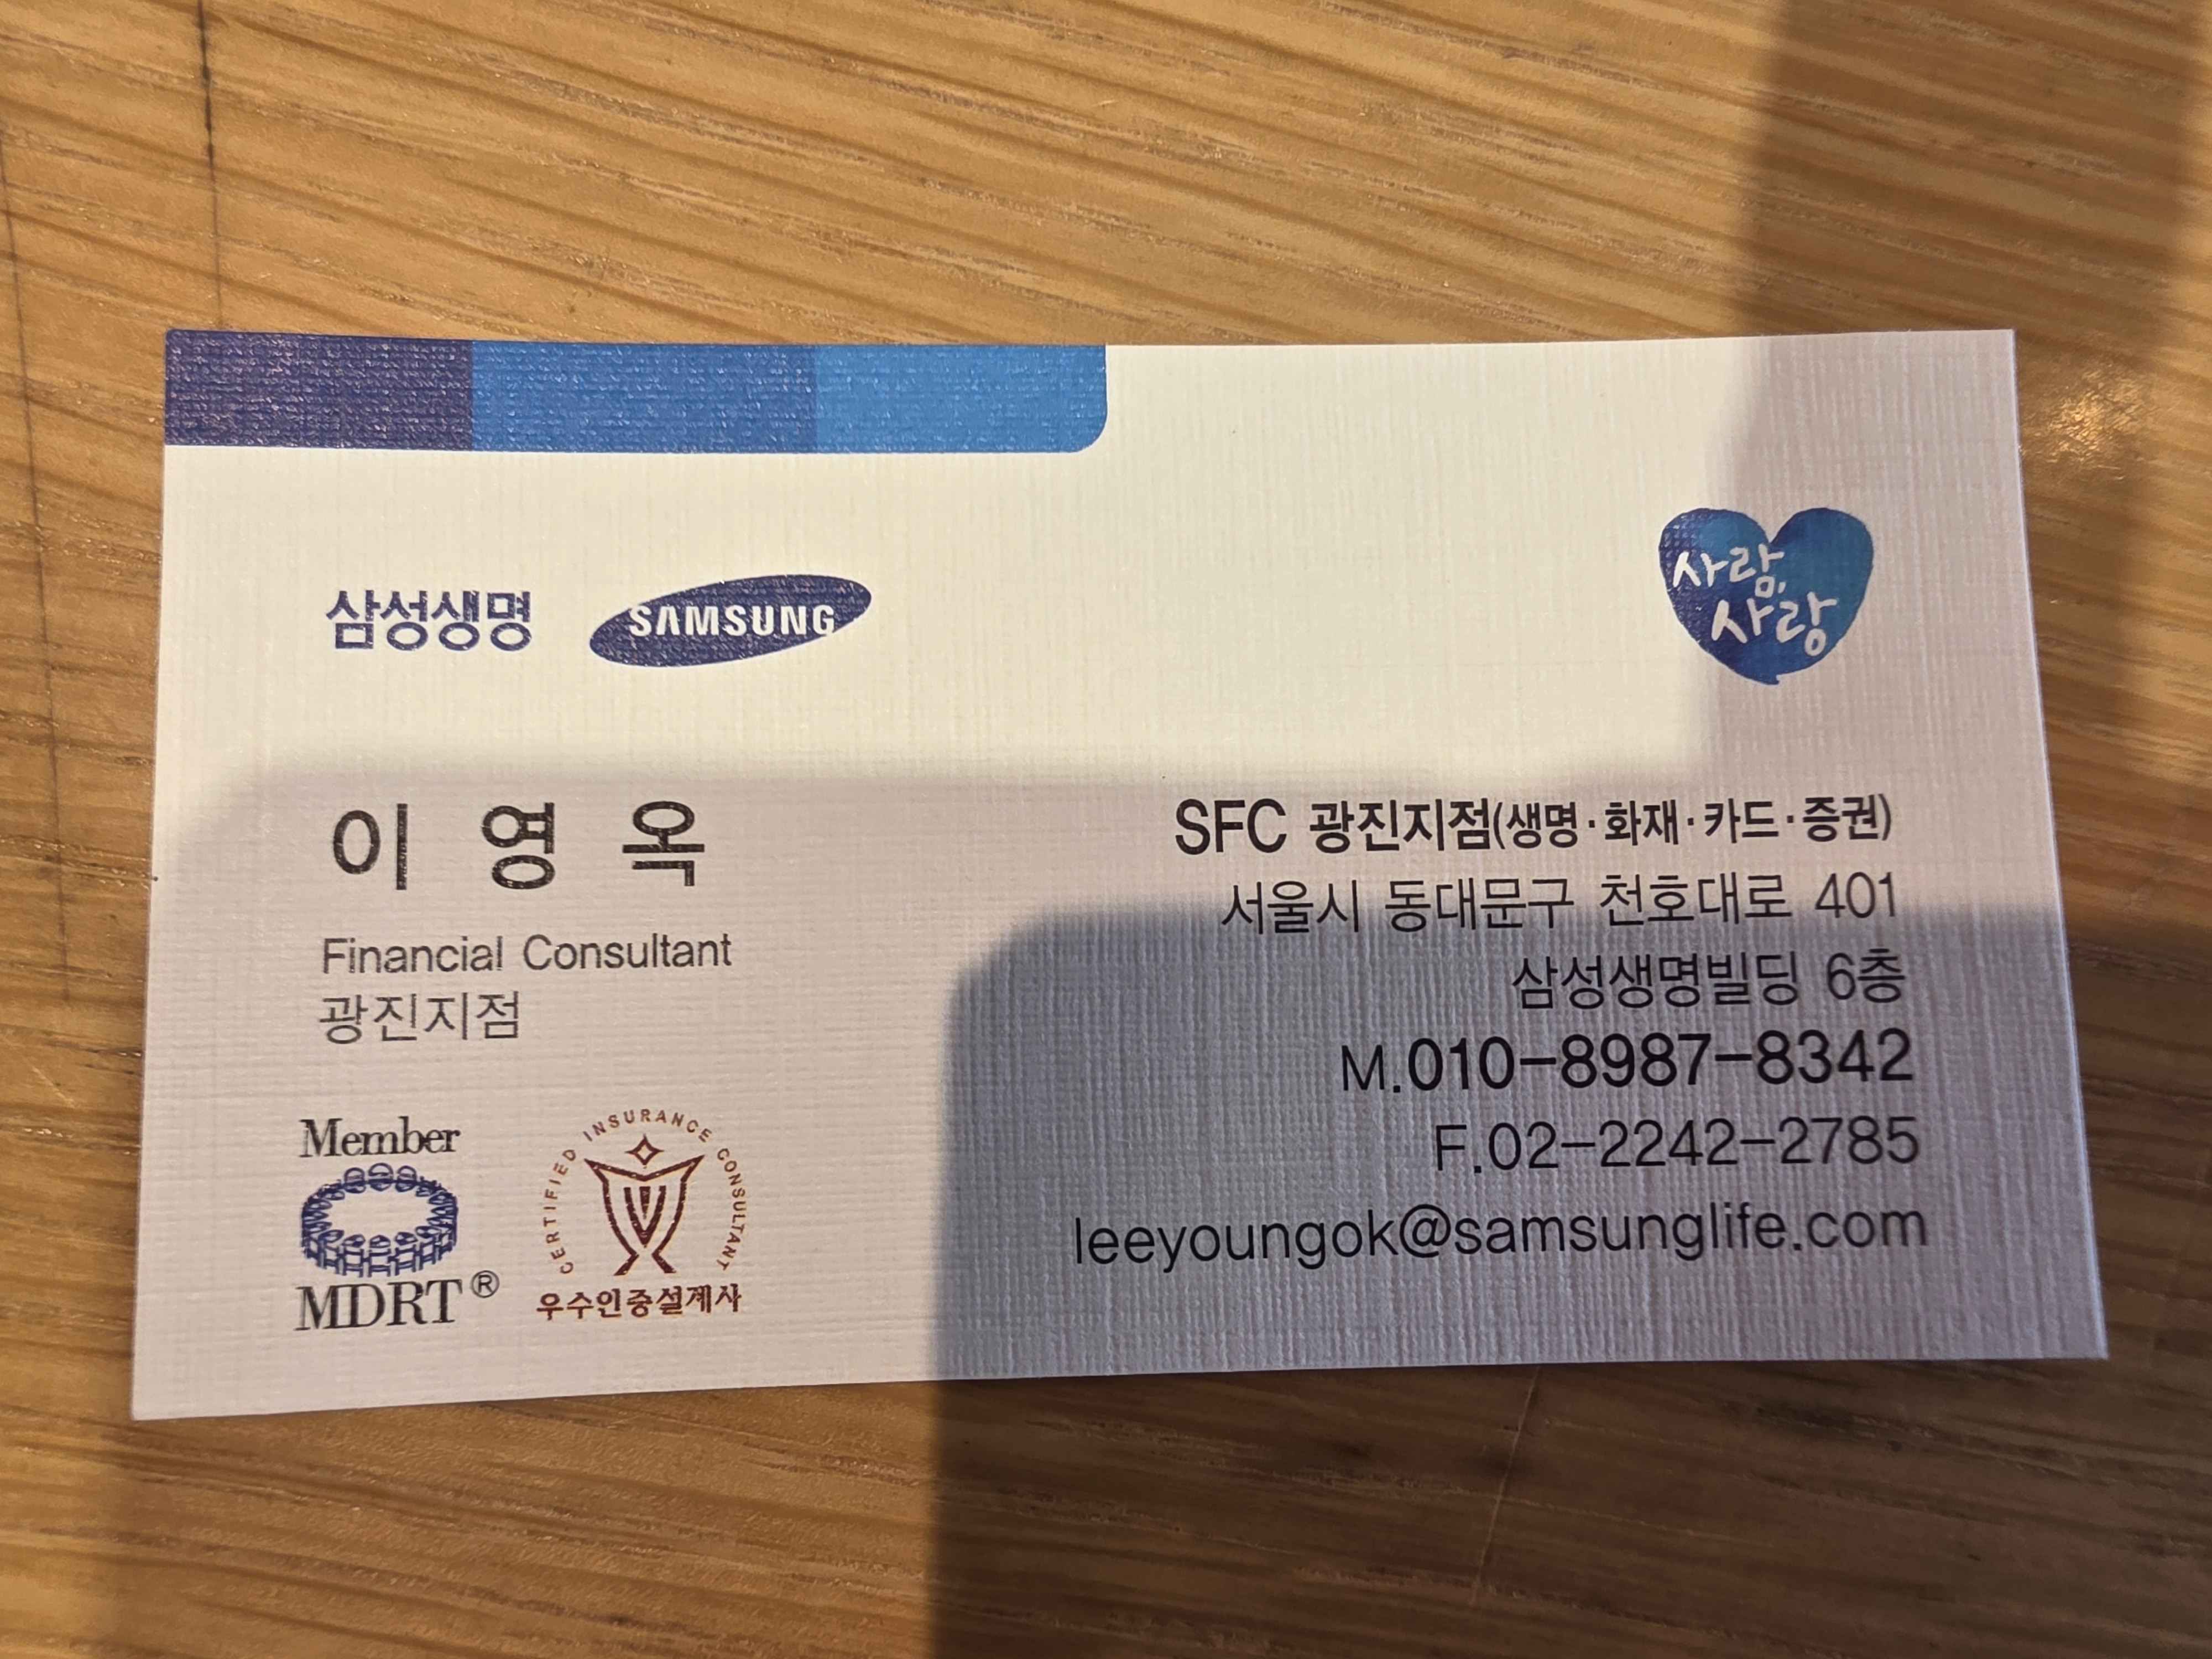 삼성생명 SAMSUNG
사람,
사랑
이영옥
Financial Consultant
광진지점
Member
MDRT®
CERTIFIED INSURANCE CONSULTANT
우수인증설계사
SFC 광진지점(생명·화재·카드·증권)
서울시 동대문구 천호대로 401
삼성생명빌딩 6층
M.010-8987-8342
F.02-2242-2785
leeyoungok@samsunglife.com